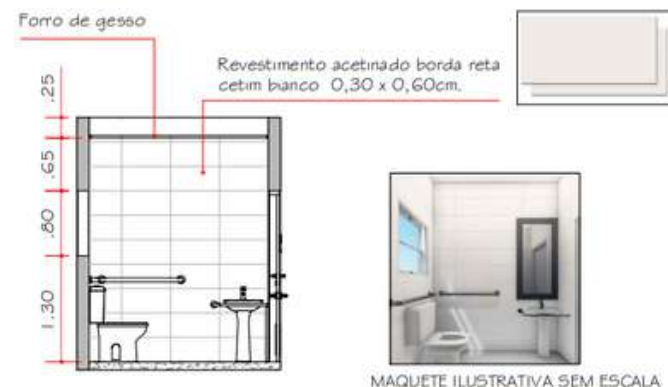 Forro de gesso
Revestimento acetinado borda reta
cetim bianco 0,30 x 0,60cm.
.25
.65
.80
1.30
MAQUETE ILUSTRATIVA SEM ESCALA